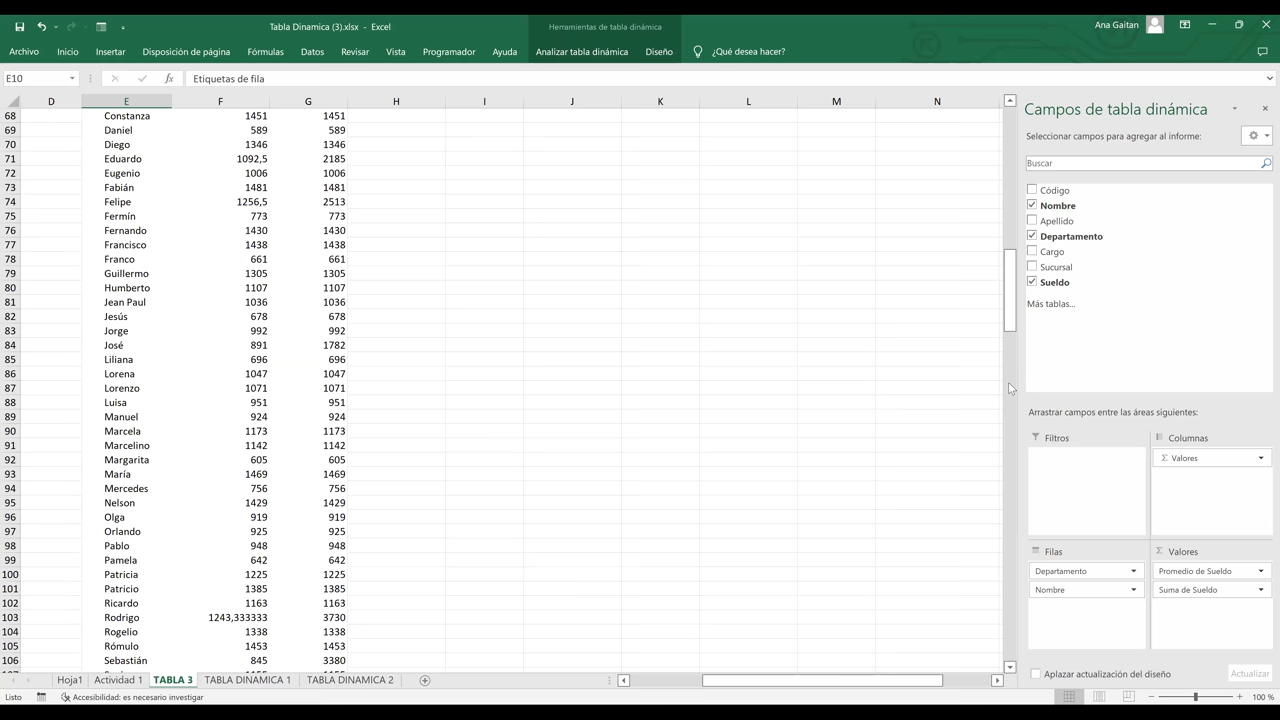 Tabla Dinamica (3).xlsx - Excel
Herramientas de tabla dinámica
Ana Gaitan
Archivo Inicio Insertar Disposición de página Fórmulas Datos Revisar Vista Programador Ayuda Analizar tabla dinámica Diseño ¿Qué desea hacer?
E10 fx Etiquetas de fila
D E F G H I J K L M N
68 Constanza 1451 1451
69 Daniel 589 589
70 Diego 1346 1346
71 Eduardo 1092,5 2185
72 Eugenio 1006 1006
73 Fabián 1481 1481
74 Felipe 1256,5 2513
75 Fermín 773 773
76 Fernando 1430 1430
77 Francisco 1438 1438
78 Franco 661 661
79 Guillermo 1305 1305
80 Humberto 1107 1107
81 Jean Paul 1036 1036
82 Jesús 678 678
83 Jorge 992 992
84 José 891 1782
85 Liliana 696 696
86 Lorena 1047 1047
87 Lorenzo 1071 1071
88 Luisa 951 951
89 Manuel 924 924
90 Marcela 1173 1173
91 Marcelino 1142 1142
92 Margarita 605 605
93 María 1469 1469
94 Mercedes 756 756
95 Nelson 1429 1429
96 Olga 919 919
97 Orlando 925 925
98 Pablo 948 948
99 Pamela 642 642
100 Patricia 1225 1225
101 Patricio 1385 1385
102 Ricardo 1163 1163
103 Rodrigo 1243,333333 3730
104 Rogelio 1338 1338
105 Rómulo 1453 1453
106 Sebastián 845 3380
Campos de tabla dinámica
Seleccionar campos para agregar al informe:
Buscar
Código
Nombre
Apellido
Departamento
Cargo
Sucursal
Sueldo
Más tablas...
Arrastrar campos entre las áreas siguientes:
Filtros Columnas
Σ Valores
Filas Σ Valores
Departamento Promedio de Sueldo
Nombre Suma de Sueldo
Aplazar actualización del diseño Actualizar
Hoja1 Actividad 1 TABLA 3 TABLA DINAMICA 1 TABLA DINAMICA 2
Listo Accesibilidad: es necesario investigar 100 %